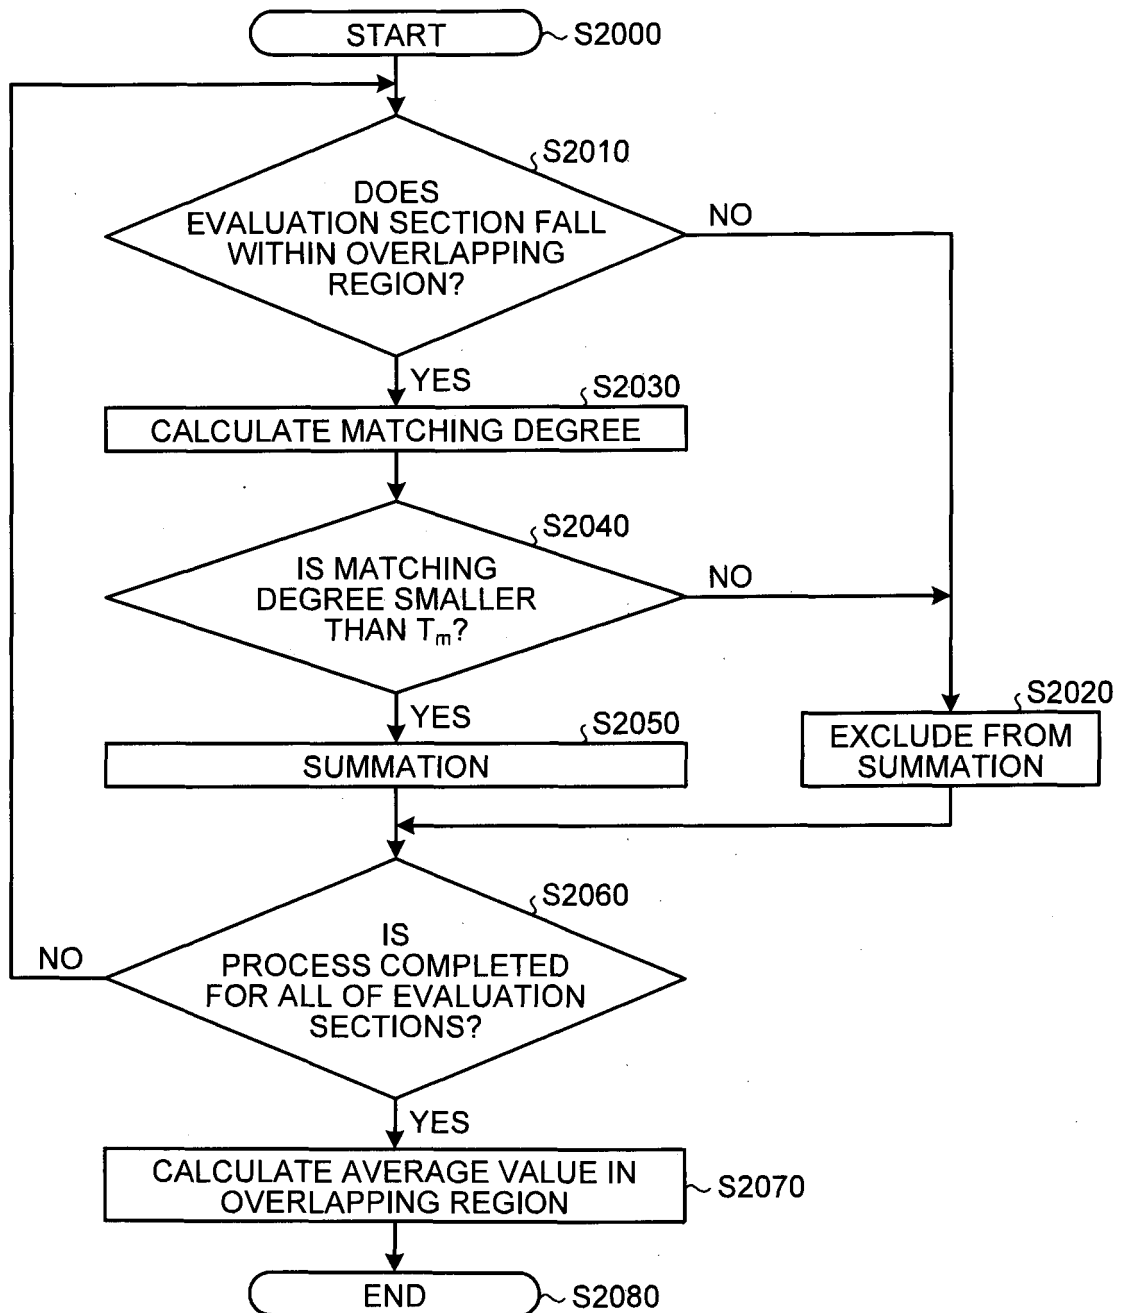 START
S2000
S2010
DOES
EVALUATION SECTION FALL
WITHIN OVERLAPPING
REGION?
NO
YES
S2030
CALCULATE MATCHING DEGREE
S2040
IS MATCHING
DEGREE SMALLER
THAN Tm?
NO
YES
S2020
EXCLUDE FROM
SUMMATION
S2050
SUMMATION
S2060
IS
PROCESS COMPLETED
FOR ALL OF EVALUATION
SECTIONS?
NO
YES
CALCULATE AVERAGE VALUE IN
OVERLAPPING REGION
S2070
END
S2080